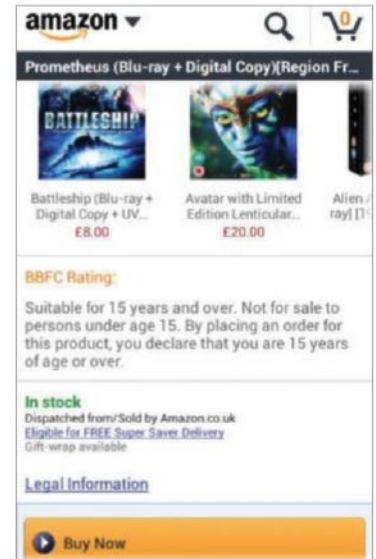 amazon
0
Prometheus (Blu-ray + Digital Copy)[Region Fr...
BATTLESHIP
Battleship (Blu-ray +
Digital Copy + UV...
£8.00
Avatar with Limited
Edition Lenticular...
£20.00
Alien
BBFC Rating:
Suitable for 15 years and over. Not for sale to
persons under age 15. By placing an order for
this product, you declare that you are 15 years
of age or over.
In stock
Dispatched from/Sold by Amazon.co.uk
Eligible for FREE Super Saver Delivery
Gift-wrap available
Legal Information
Buy Now